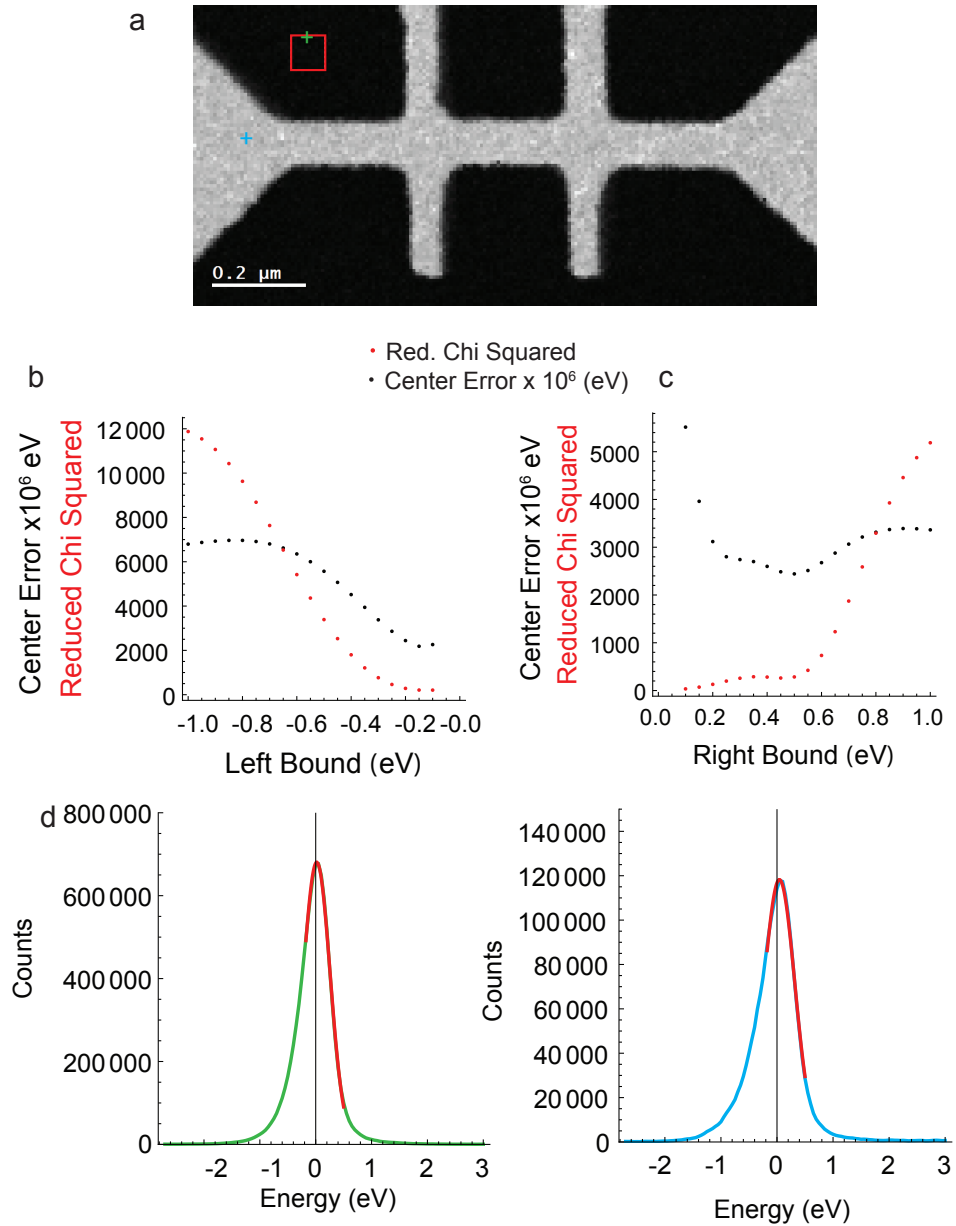 a
0.2 μm
• Red. Chi Squared
• Center Error x 10⁶ (eV)
b
Center Error x10⁶ eV
Reduced Chi Squared
12 000
10 000
8000
6000
4000
2000
0
-1.0 -0.8 -0.6 -0.4 -0.2 -0.0
Left Bound (eV)
c
Center Error x10⁶ eV
Reduced Chi Squared
5000
4000
3000
2000
1000
0
0.0 0.2 0.4 0.6 0.8 1.0
Right Bound (eV)
d
Counts
800 000
600 000
400 000
200 000
0
-2 -1 0 1 2 3
Energy (eV)
Counts
140 000
120 000
100 000
80 000
60 000
40 000
20 000
0
-2 -1 0 1 2 3
Energy (eV)